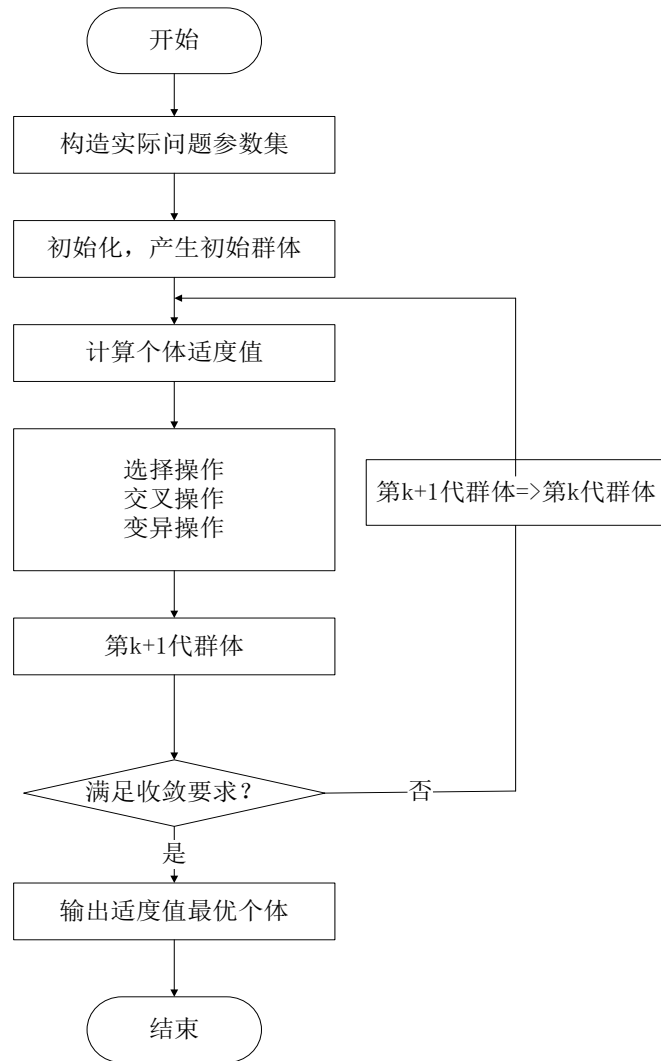 开始
构造实际问题参数集
初始化，产生初始群体
计算个体适度值
选择操作
交叉操作
变异操作
第k+1代群体=>第k代群体
第k+1代群体
满足收敛要求？
否
是
输出适度值最优个体
结束